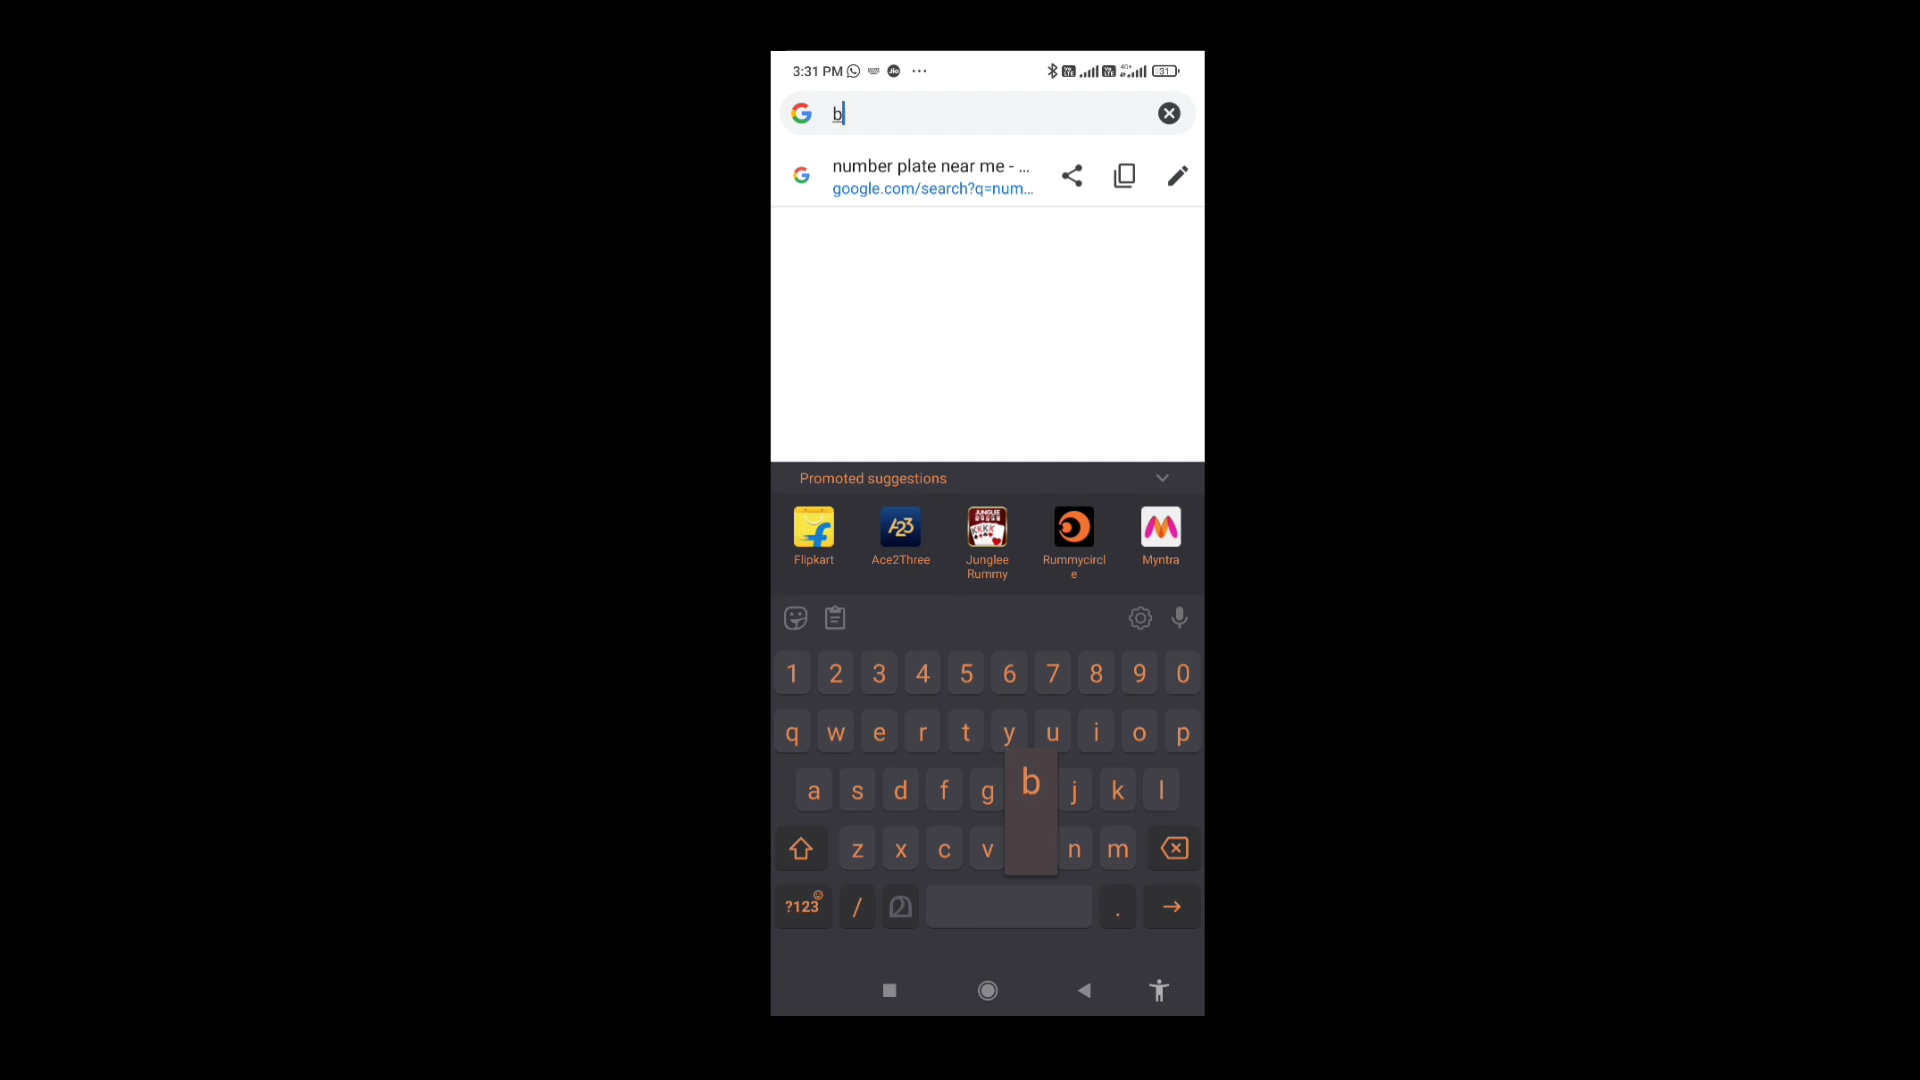 3:31 PM
31
b
number plate near me - ...
google.com/search?q=num...
Promoted suggestions
Flipkart
Ace2Three
Junglee
Rummy
Rummycircl
e
Myntra
1 2 3 4 5 6 7 8 9 0
q w e r t y u i o p
a s d f g b j k l
z x c v n m
?123 / .